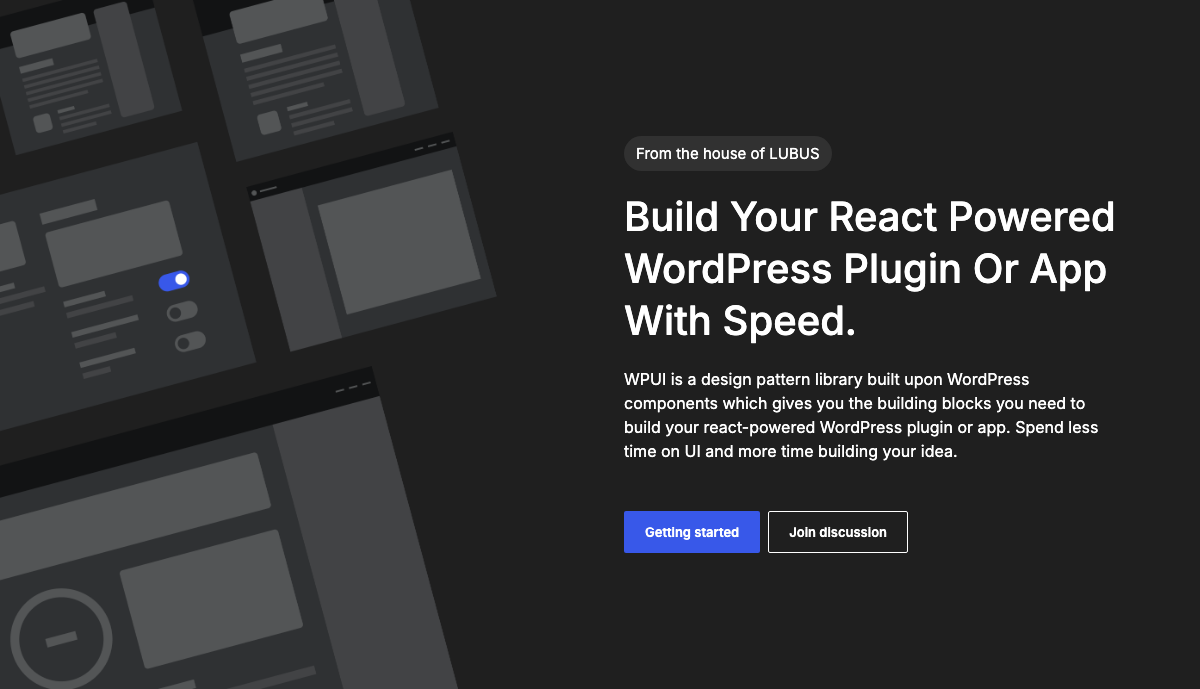 From the house of LUBUS
Build Your React Powered
WordPress Plugin Or App
With Speed.
WPUI is a design pattern library built upon WordPress
components which gives you the building blocks you need to
build your react-powered WordPress plugin or app. Spend less
time on UI and more time building your idea.
Getting started
Join discussion